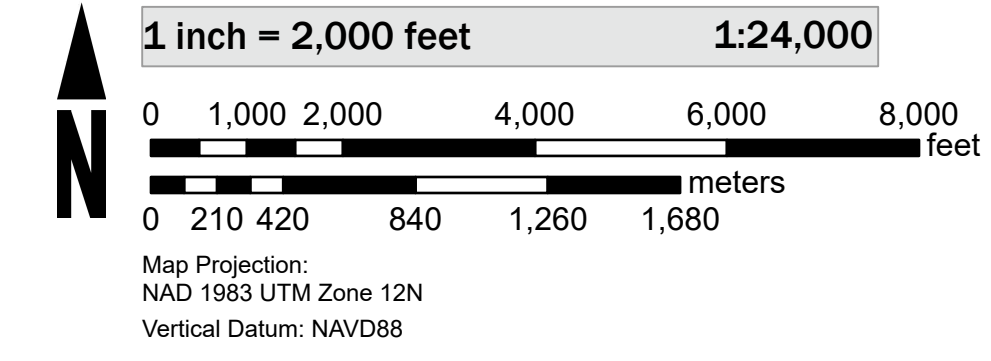 1 inch = 2,000 feet 1:24,000
0 1,000 2,000 4,000 6,000 8,000
feet
N
meters
0 210 420 840 1,260 1,680
Map Projection:
NAD 1983 UTM Zone 12N
Vertical Datum: NAVD88